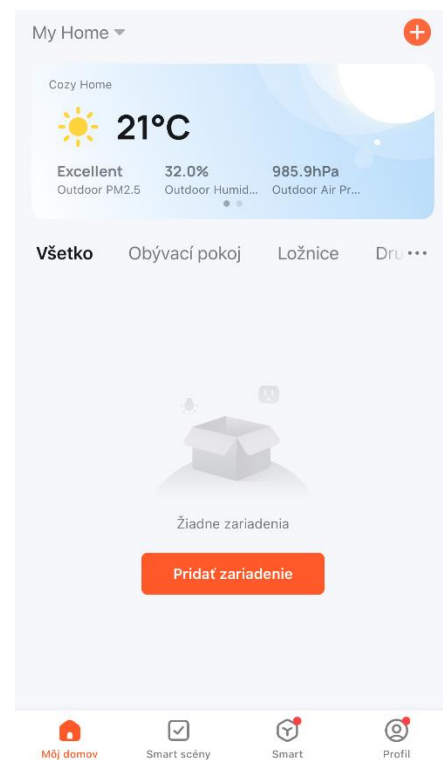 My Home
Cozy Home
21°C
Excellent 32.0% 985.9hPa
Outdoor PM2.5 Outdoor Humid... Outdoor Air Pr...
Všetko Obývací pokoj Ložnice Dru
Žiadne zariadenia
Pridať zariadenie
Môj domov Smart scény Smart Profil